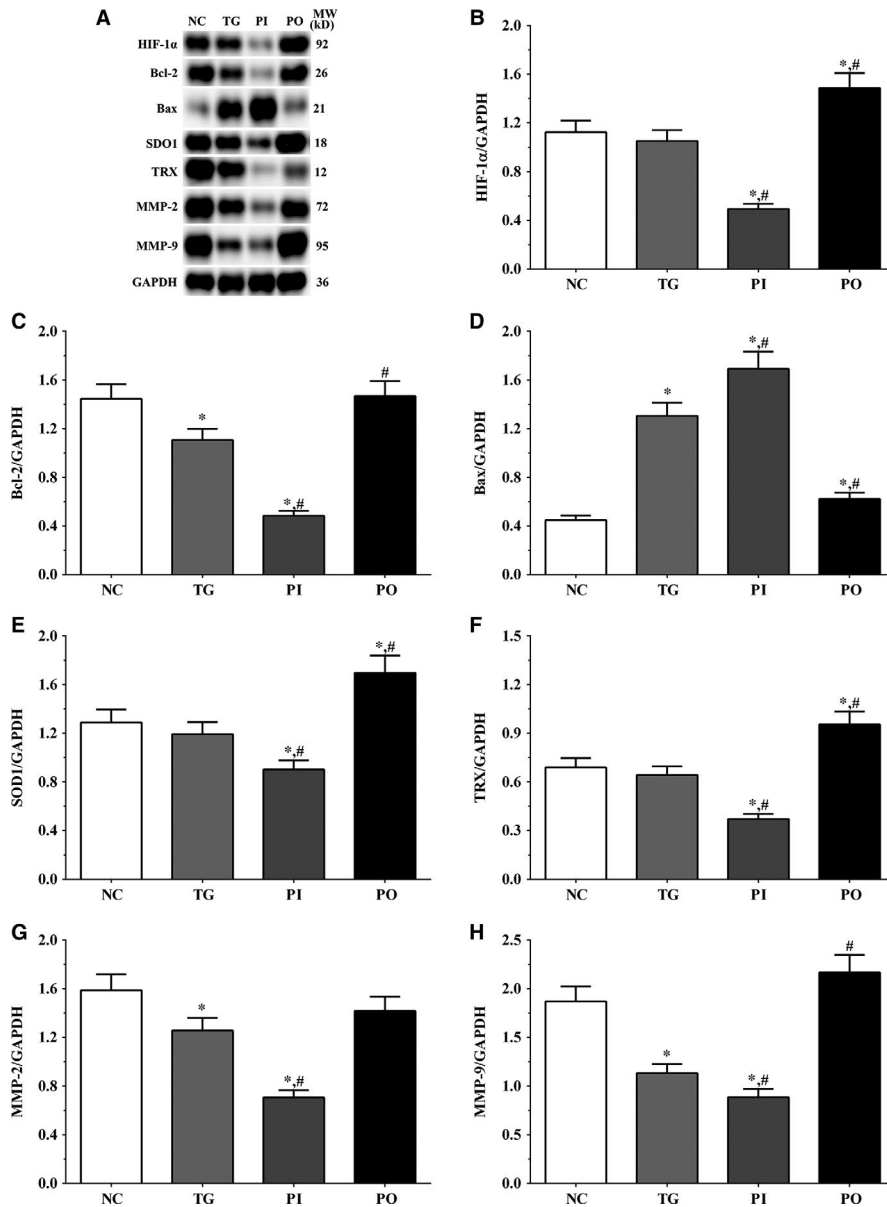 A
NC TG PI PO MW
(kD)
HIF-1α 92
Bcl-2 26
Bax 21
SDO1 18
TRX 12
MMP-2 72
MMP-9 95
GAPDH 36
B
HIF-1α/GAPDH
2.0
1.6
1.2
0.8
0.4
0.0
*,#
*,#
NC TG PI PO
C
Bcl-2/GAPDH
2.0
1.6
1.2
0.8
0.4
0.0
*
*,#
#
NC TG PI PO
D
Bax/GAPDH
2.0
1.6
1.2
0.8
0.4
0.0
*
*,#
*,#
NC TG PI PO
E
SOD1/GAPDH
2.0
1.6
1.2
0.8
0.4
0.0
*,#
*,#
NC TG PI PO
F
TRX/GAPDH
1.5
1.2
0.9
0.6
0.3
0.0
*,#
*,#
NC TG PI PO
G
MMP-2/GAPDH
2.0
1.6
1.2
0.8
0.4
0.0
*
*,#
NC TG PI PO
H
MMP-9/GAPDH
2.5
2.0
1.5
1.0
0.5
0.0
*
*,#
#
NC TG PI PO